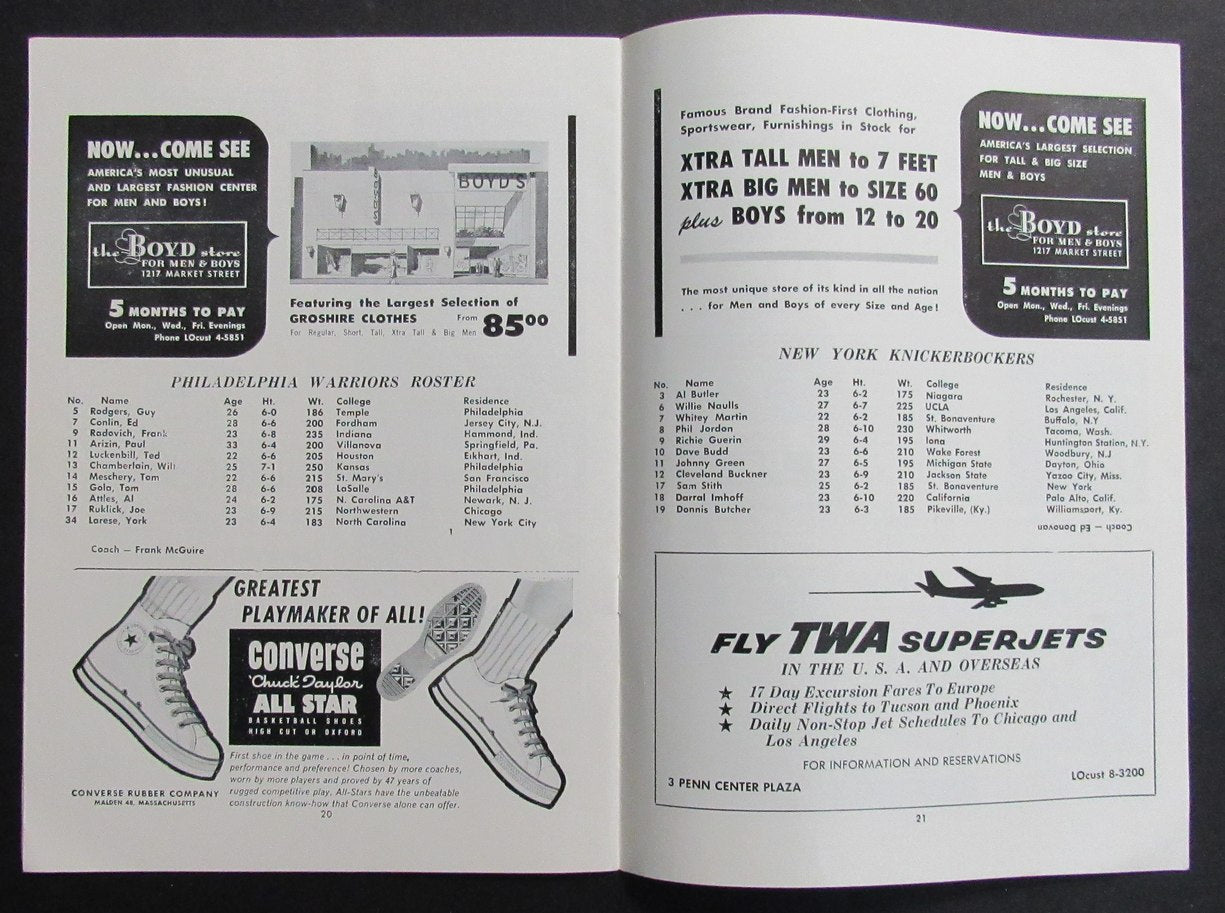 NOW...COME SEE
AMERICA'S MOST UNUSUAL
AND LARGEST FASHION CENTER
FOR MEN AND BOYS!
the BOYD store
FOR MEN & BOYS
1217 MARKET STREET
5 MONTHS TO PAY
Open Mon., Wed., Fri. Evenings
Phone LOcust 4-5851
BOYD'S
Featuring the Largest Selection of
GROSHIRE CLOTHES From 85⁰⁰
For Regular, Short, Tall, Xtra Tall & Big Men
PHILADELPHIA WARRIORS ROSTER
No. Name Age Ht. Wt. College Residence
5 Rodgers, Guy 26 6-0 186 Temple Philadelphia
7 Conlin, Ed 28 6-6 200 Fordham Jersey City, N.J.
9 Radovich, Frank 23 6-8 235 Indiana Hammond, Ind.
11 Arizin, Paul 33 6-4 200 Villanova Springfield, Pa.
12 Luckenbill, Ted 22 6-6 205 Houston Eikhart, Ind.
13 Chamberlain, Wilt 25 7-1 250 Kansas Philadelphia
14 Meschery, Tom 22 6-6 215 St. Mary's San Francisco
15 Gola, Tom 28 6-6 208 LaSalle Philadelphia
16 Attles, Al 24 6-2 175 N. Carolina A&T Newark, N. J.
17 Ruklick, Joe 23 6-9 215 Northwestern Chicago
34 Larese, York 23 6-4 183 North Carolina New York City
1
Coach — Frank McGuire
GREATEST
PLAYMAKER OF ALL!
converse
"Chuck" Taylor
ALL STAR
BASKETBALL SHOES
HIGH CUT OR OXFORD
First shoe in the game . . . in point of time,
performance and preference! Chosen by more coaches,
worn by more players and proved by 47 years of
rugged competitive play, All-Stars have the unbeatable
construction know-how that Converse alone can offer.
CONVERSE RUBBER COMPANY
MALDEN 48, MASSACHUSETTS
20
Famous Brand Fashion-First Clothing,
Sportswear, Furnishings in Stock for
XTRA TALL MEN to 7 FEET
XTRA BIG MEN to SIZE 60
plus BOYS from 12 to 20
The most unique store of its kind in all the nation
. . . for Men and Boys of every Size and Age!
NOW...COME SEE
AMERICA'S LARGEST SELECTION
FOR TALL & BIG SIZE
MEN & BOYS
the BOYD store
FOR MEN & BOYS
1217 MARKET STREET
5 MONTHS TO PAY
Open Mon., Wed., Fri. Evenings
Phone LOcust 4-5851
NEW YORK KNICKERBOCKERS
No. Name Age Ht. Wt. College Residence
3 Al Butler 23 6-2 175 Niagara Rochester, N. Y.
6 Willie Naulls 27 6-7 225 UCLA Los Angeles, Calif.
7 Whitey Martin 22 6-2 185 St. Bonaventure Buffalo, N.Y
8 Phil Jordon 28 6-10 230 Whitworth Tacoma, Wash.
9 Richie Guerin 29 6-4 195 Iona Huntington Station, N.Y.
10 Dave Budd 23 6-6 210 Wake Forest Woodbury, N.J
11 Johnny Green 27 6-5 195 Michigan State Dayton, Ohio
12 Cleveland Buckner 23 6-9 210 Jackson State Yazoo City, Miss.
17 Sam Stith 25 6-2 185 St. Bonaventure New York
18 Darral Imhoff 23 6-10 220 California Palo Alto, Calif.
19 Donnis Butcher 23 6-3 185 Pikeville, (Ky.) Williamsport, Ky.
Coach — Ed Donovan
FLY TWA SUPERJETS
IN THE U. S. A. AND OVERSEAS
★ 17 Day Excursion Fares To Europe
★ Direct Flights to Tucson and Phoenix
★ Daily Non-Stop Jet Schedules To Chicago and
Los Angeles
FOR INFORMATION AND RESERVATIONS
3 PENN CENTER PLAZA LOcust 8-3200
21